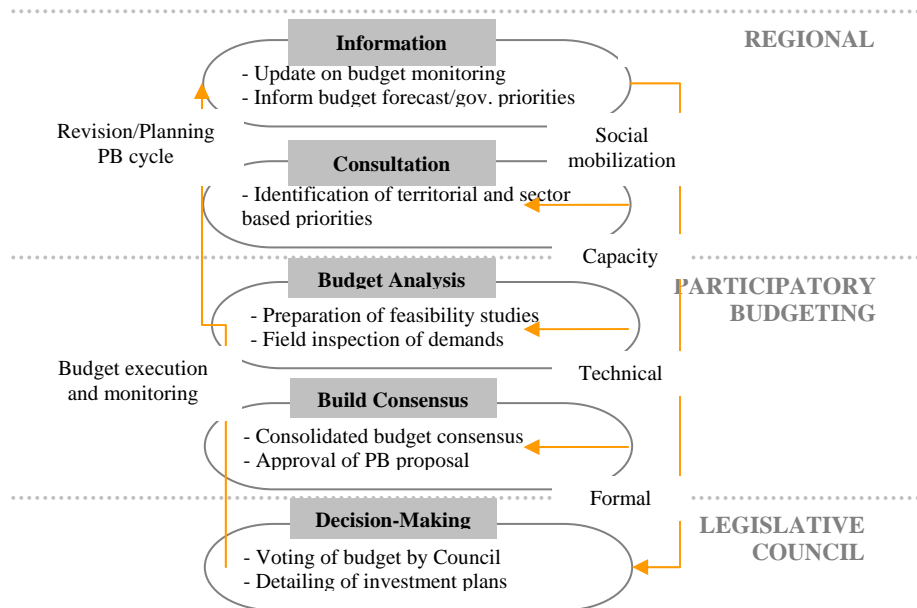 Information
REGIONAL
- Update on budget monitoring
- Inform budget forecast/gov. priorities
Revision/Planning
PB cycle
Social
mobilization
Consultation
- Identification of territorial and sector
based priorities
Capacity
Budget Analysis
PARTICIPATORY
BUDGETING
- Preparation of feasibility studies
- Field inspection of demands
Budget execution
and monitoring
Technical
Build Consensus
- Consolidated budget consensus
- Approval of PB proposal
Formal
Decision-Making
LEGISLATIVE
COUNCIL
- Voting of budget by Council
- Detailing of investment plans